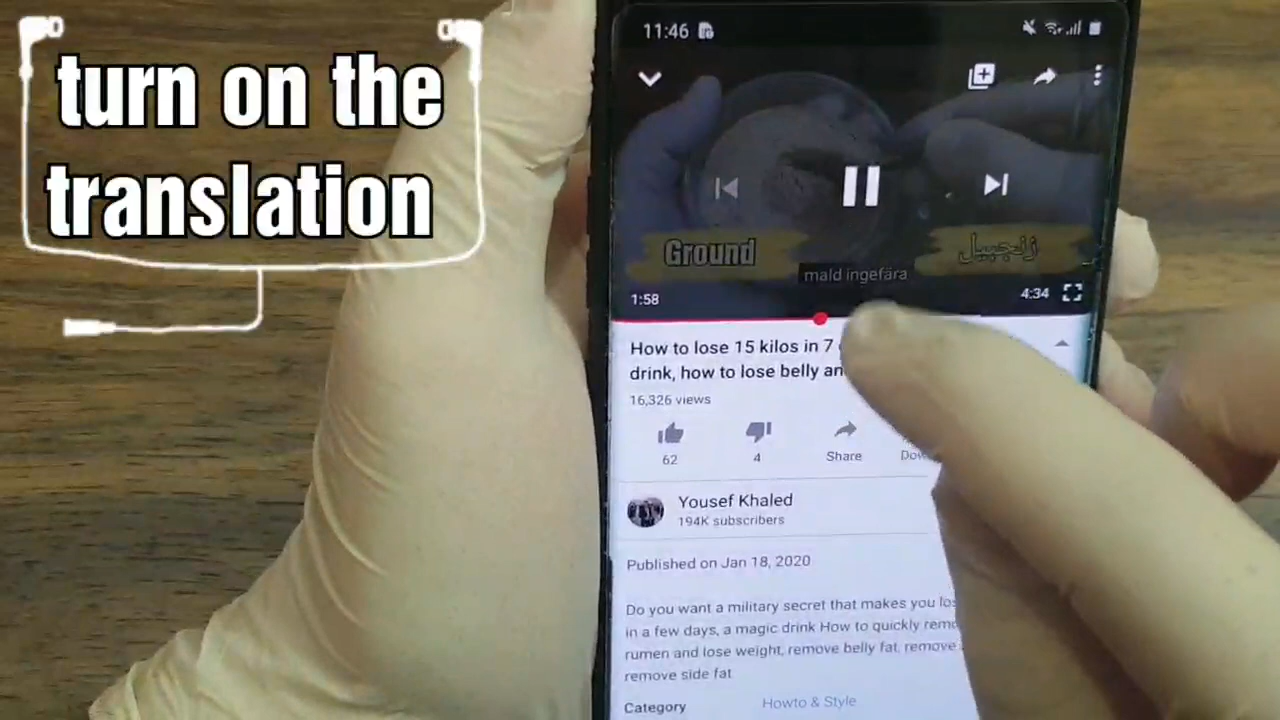 turn on the
translation
11:46
Ground
زنجبيل
mald ingefära
1:58
4:34
How to lose 15 kilos in 7
drink, how to lose belly an
16,326 views
62
4
Share
Dow
Yousef Khaled
194K subscribers
Published on Jan 18, 2020
Do you want a military secret that makes you los
in a few days, a magic drink How to quickly remo
rumen and lose weight, remove belly fat, remove
remove side fat
Category
Howto & Style